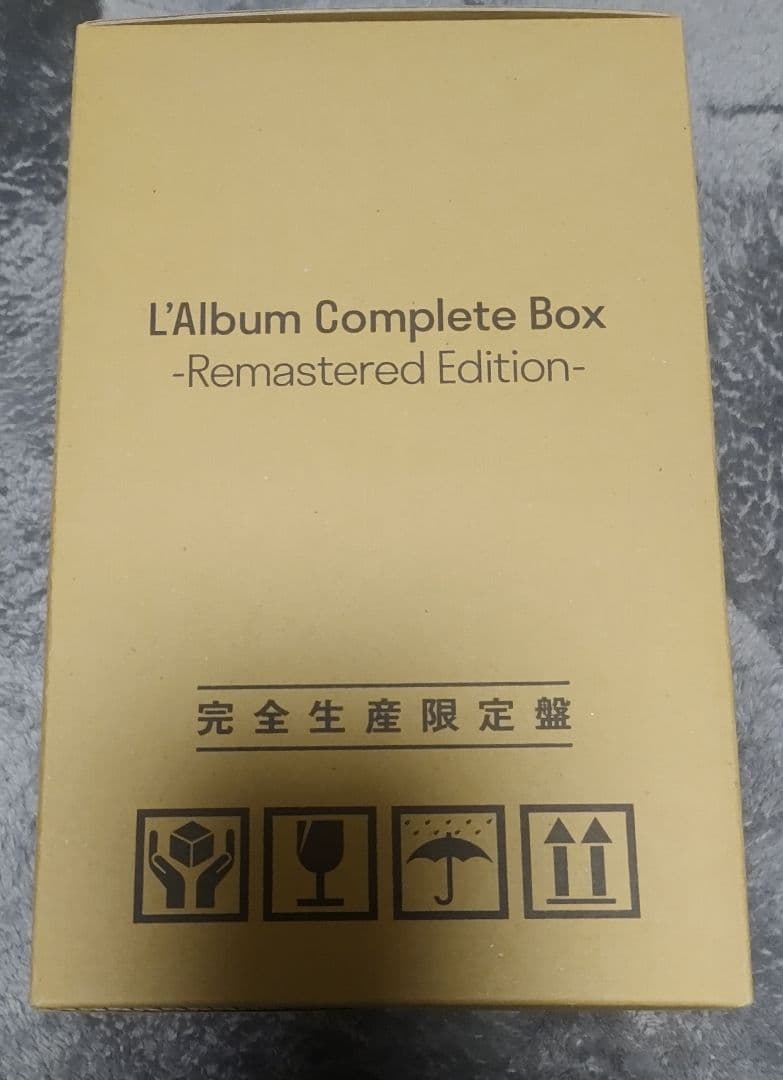 L'Album Complete Box
-Remastered Edition-
完全生産限定盤